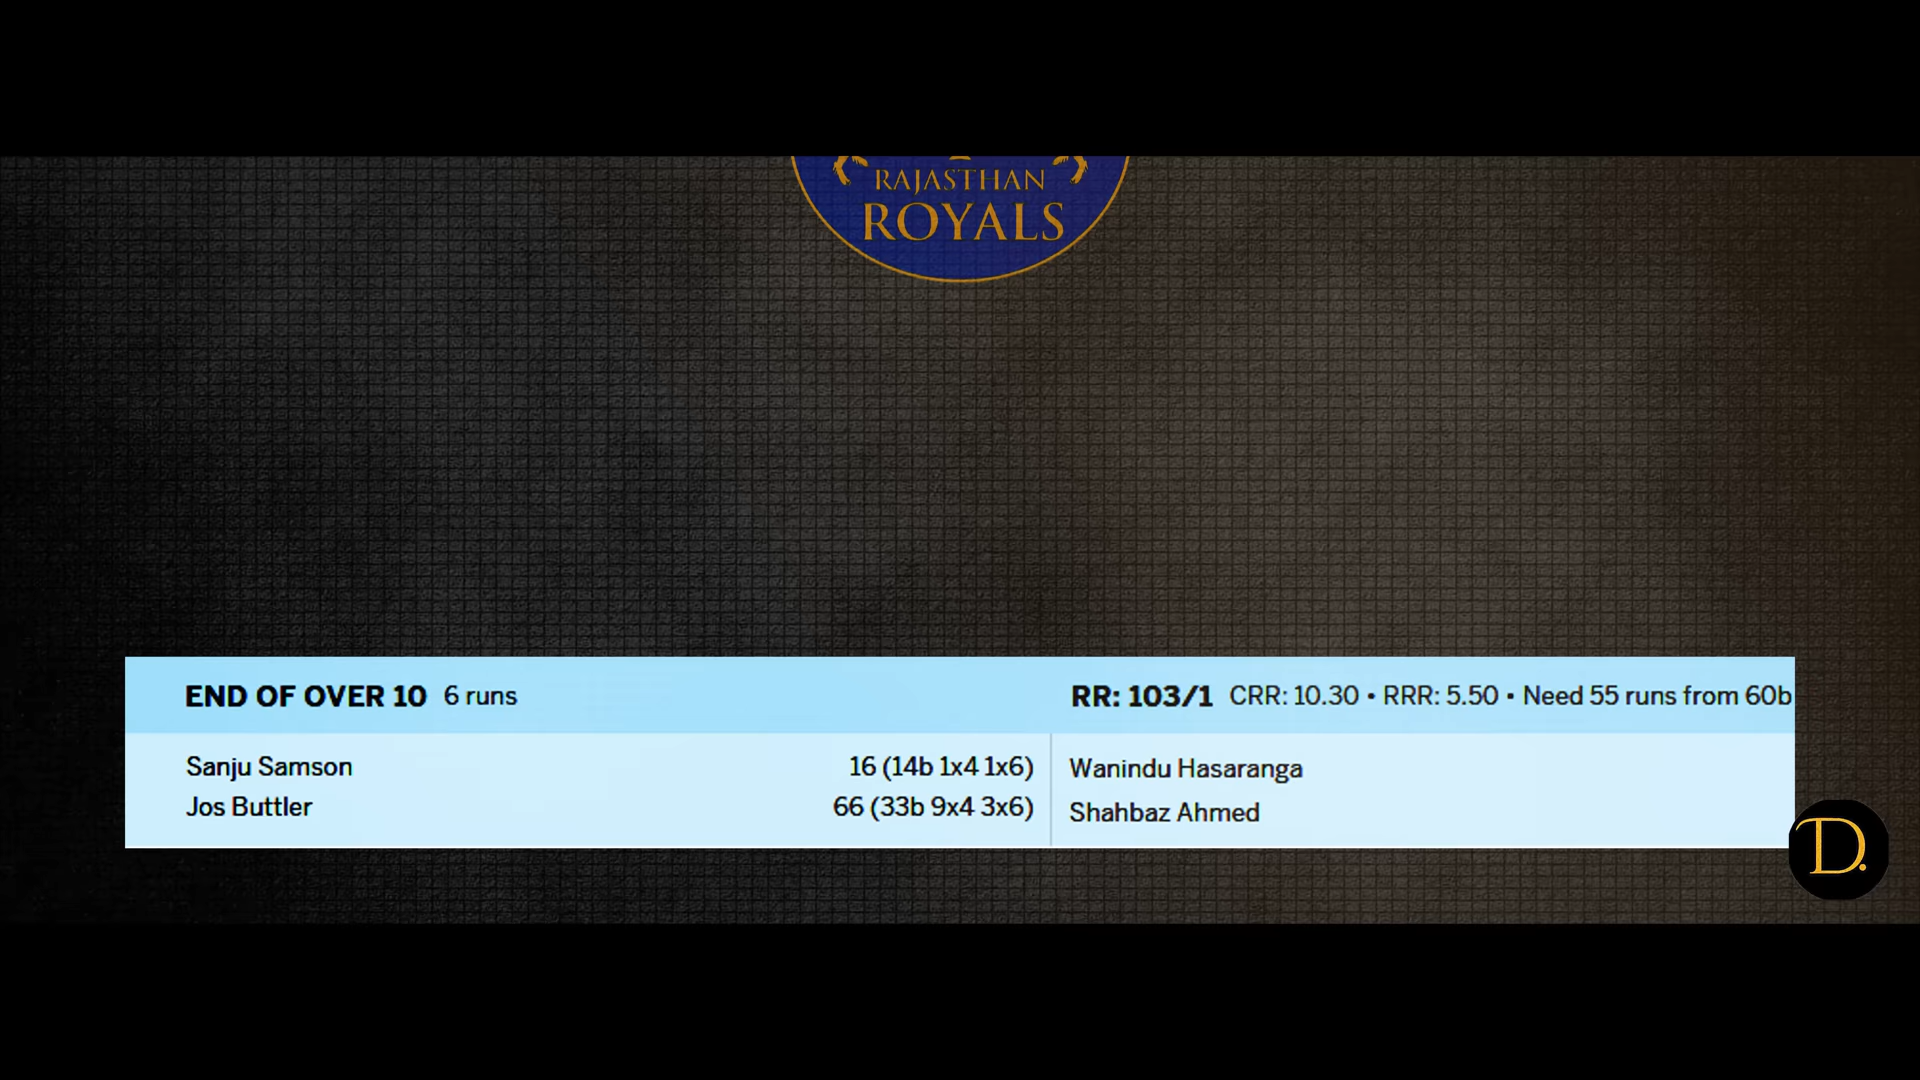 RAJASTHAN
ROYALS
END OF OVER 10 6 runs
RR: 103/1 CRR: 10.30 • RRR: 5.50 • Need 55 runs from 60b
Sanju Samson 16 (14b 1x4 1x6)
Jos Buttler 66 (33b 9x4 3x6)
Wanindu Hasaranga
Shahbaz Ahmed
D.